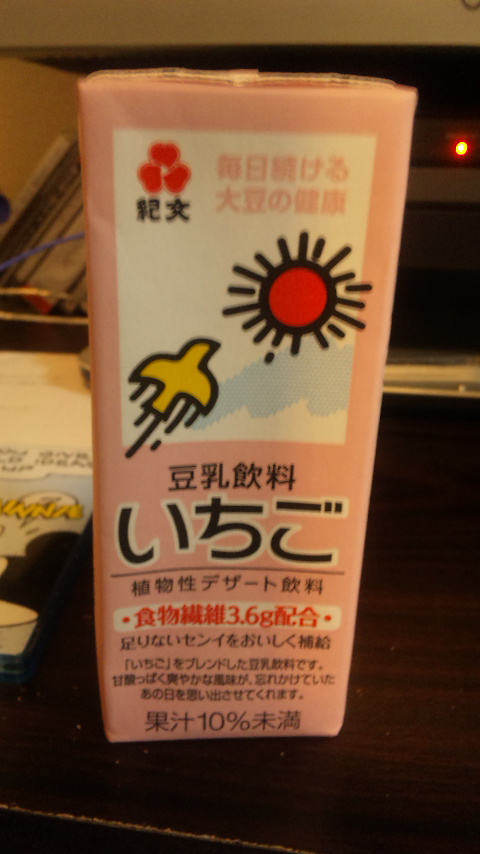 紀文
毎日続ける
大豆の健康
豆乳飲料
いちご
植物性デザート飲料
・食物繊維3.6g配合・
足りないセンイをおいしく補給
「いちご」をブレンドした豆乳飲料です。
甘酸っぱく爽やかな風味が、忘れかけていた
あの日を思い出させてくれます。
果汁10%未満